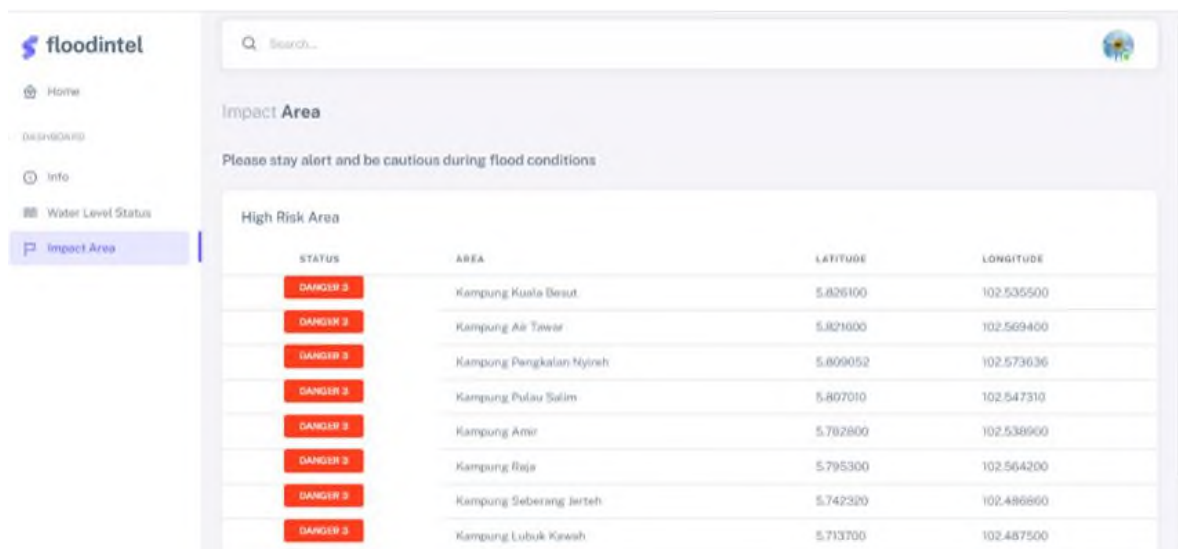 floodintel
Search...
Home
DASHBOARD
Info
Water Level Status
Impact Area
Impact Area
Please stay alert and be cautious during flood conditions
High Risk Area
STATUS AREA LATITUDE LONGITUDE
DANGER 3 Kampung Kuala Besut 5.826100 102.535500
DANGER 3 Kampung Air Tawar 5.821000 102.569400
DANGER 3 Kampung Pengkalan Nyireh 5.809052 102.573636
DANGER 3 Kampung Pulau Salim 5.807010 102.547310
DANGER 3 Kampung Amir 5.702800 102.538900
DANGER 3 Kampung Raja 5.795300 102.564200
DANGER 3 Kampung Seberang Jerteh 5.742320 102.486860
DANGER 3 Kampung Lubuk Kawah 5.713700 102.487500